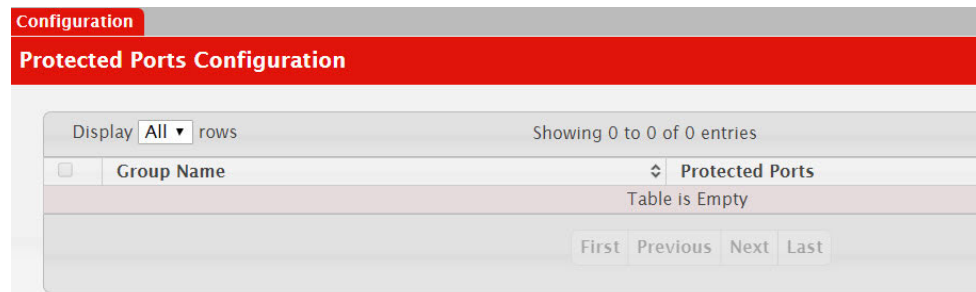 Configuration
Protected Ports Configuration
Display All rows Showing 0 to 0 of 0 entries
Group Name Protected Ports
Table is Empty
First Previous Next Last